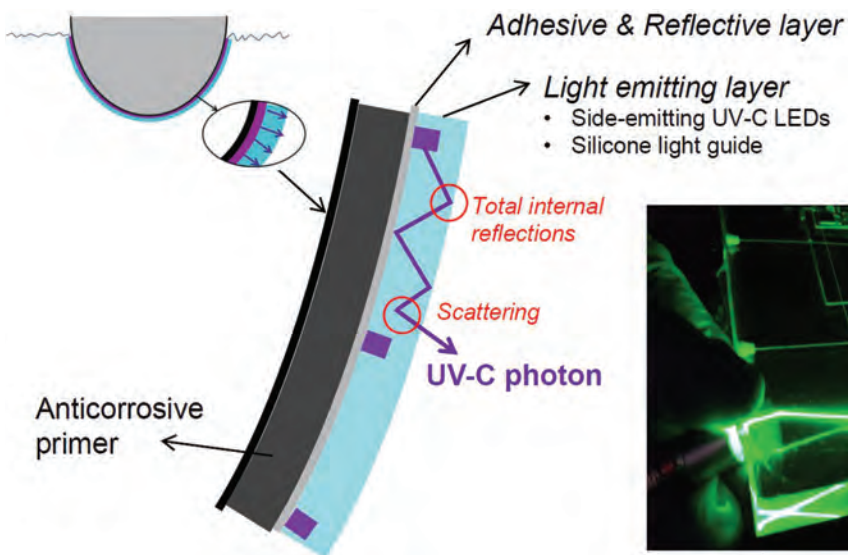 Adhesive & Reflective layer
Light emitting layer
• Side-emitting UV-C LEDs
• Silicone light guide
Total internal
reflections
Scattering
UV-C photon
Anticorrosive
primer